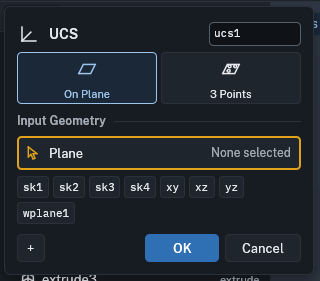 UCS
ucs1
On Plane
3 Points
Input Geometry
Plane
None selected
sk1 sk2 sk3 sk4 xy xz yz
wplane1
+
OK
Cancel
extrude3
extrude